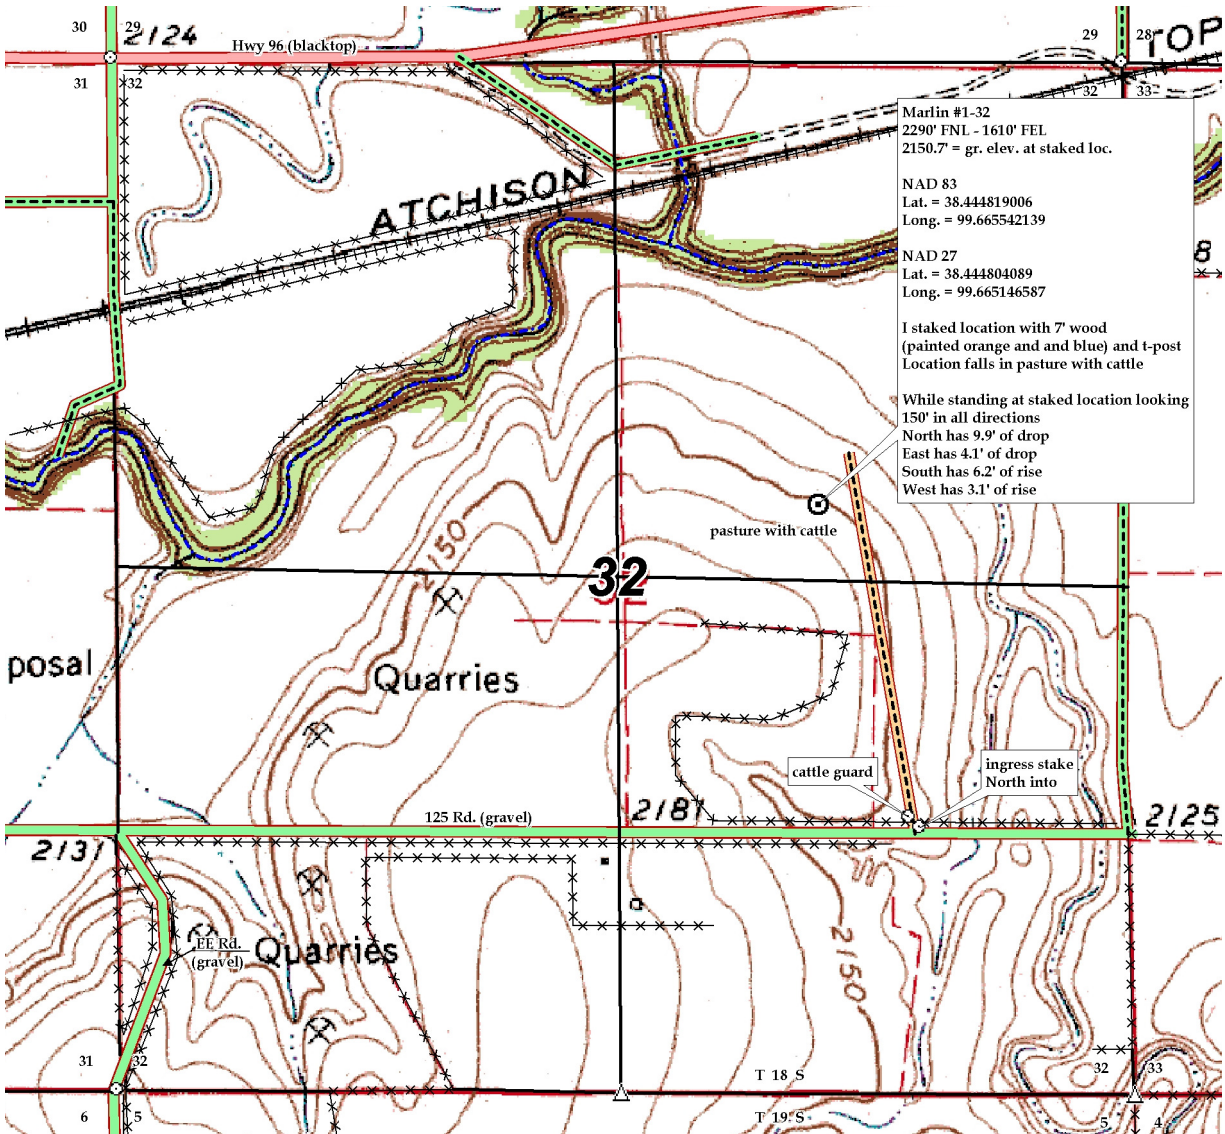 30
29
2124
Hwy 96 (blacktop)
29
28
TOP
31
32
32
33
Marlin #1-32
2290' FNL - 1610' FEL
2150.7' = gr. elev. at staked loc.
NAD 83
Lat. = 38.444819006
Long. = 99.665542139
NAD 27
Lat. = 38.444804089
Long. = 99.665146587
I staked location with 7' wood
(painted orange and and blue) and t-post
Location falls in pasture with cattle
While standing at staked location looking
150' in all directions
North has 9.9' of drop
East has 4.1' of drop
South has 6.2' of rise
West has 3.1' of rise
ATCHISON
8
2150
pasture with cattle
32
posal
Quarries
cattle guard
ingress stake
North into
125 Rd. (gravel)
2181
2125
2131
EE Rd.
(gravel)
Quarries
2150
31
32
T 18 S
32
33
6
5
T 19 S
5
4